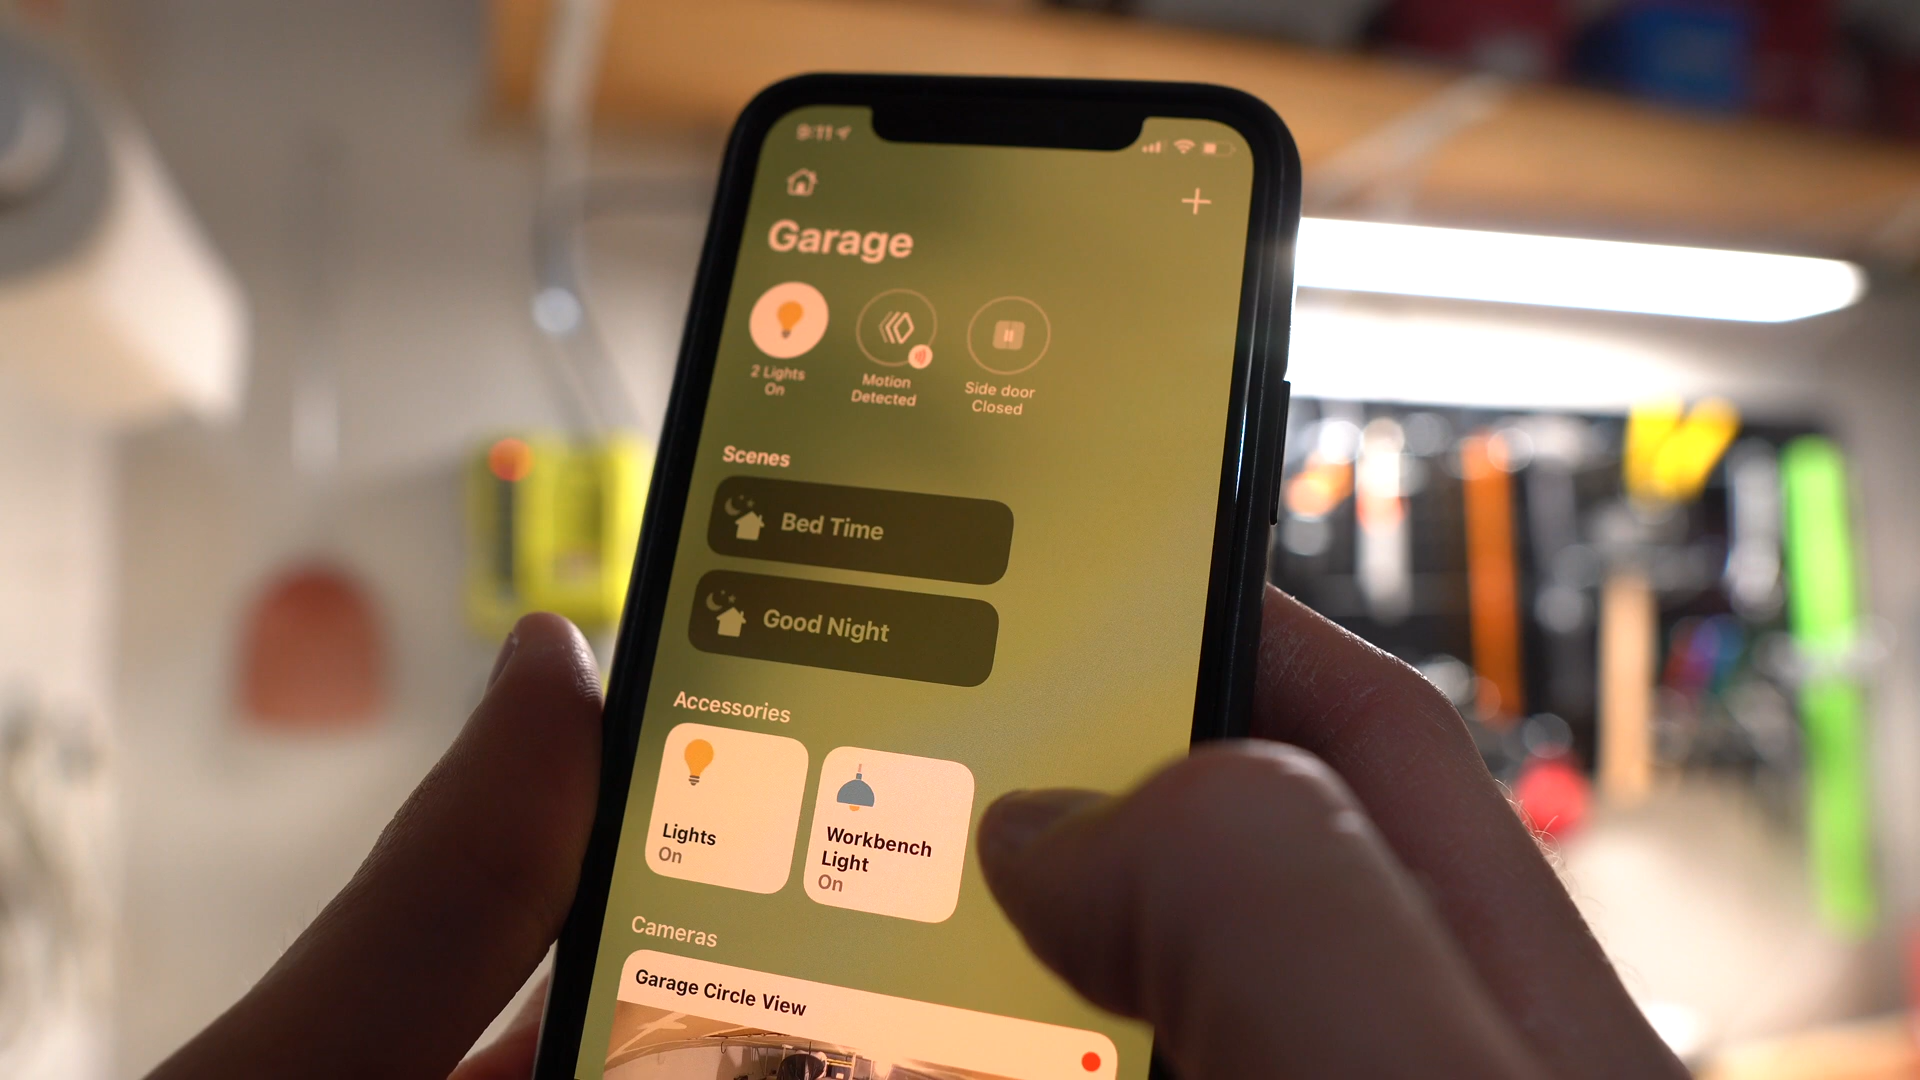 9:11
Garage
2 Lights
On
Motion
Detected
Side door
Closed
Scenes
Bed Time
Good Night
Accessories
Lights
On
Workbench
Light
On
Cameras
Garage Circle View